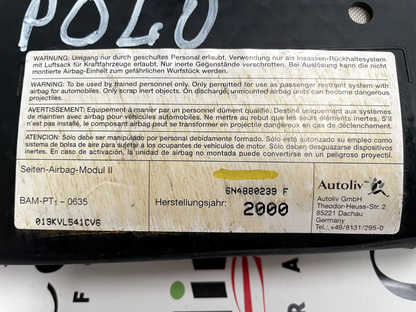 POLO
WARNUNG: Umgang nur durch geschultes Personal erlaubt. Verwendung nur als Insassen-Rückhaltesystem
mit Luftsack für Kraftfahrzeuge erlaubt. Nur inerte Gegenstände verschrotten. Bei Auslösung kann die nicht
montierte Airbag-Einheit zum gefährlichen Wurfstück werden.
WARNING: To be used by trained personnel only. Only permitted for use as passenger restraint system with
airbag for automobiles. Only scrap inert objects. On discharge, unmounted airbag unit can become dangerous
projectiles.
AVERTISSEMENT: Equipement à manier par un personnel dûment qualifié. Destiné uniquement aux systèmes
de maintien avec airbag pour véhicules automobiles. Ne mettre au rebut que les seuls éléments inertes. S'il
n'est pas installé, le composant airbag peut se transformer en projectile dangereux en cas de déclenchement.
ATENCION: Sólo debe ser manipulado por personal debidamente formado. Sólo está autorizado su empleo como
sistema de bolsa de aire para sujetar a los ocupantes de vehículos de motor. Sólo desguazar objetos inertes.
En caso de activación, la unidad de airbag no montada puede convertirse en un peligroso proyectil.
Seiten-Airbag-Modul II
6N4880239 F
BAM-PT1-0635
Herstellungsjahr:
2000
019KVL541CV6
Autoliv
Autoliv GmbH
Theodor-Heuss-Str. 2
85221 Dachau
Germany
Tel.:+49/8131/295-0